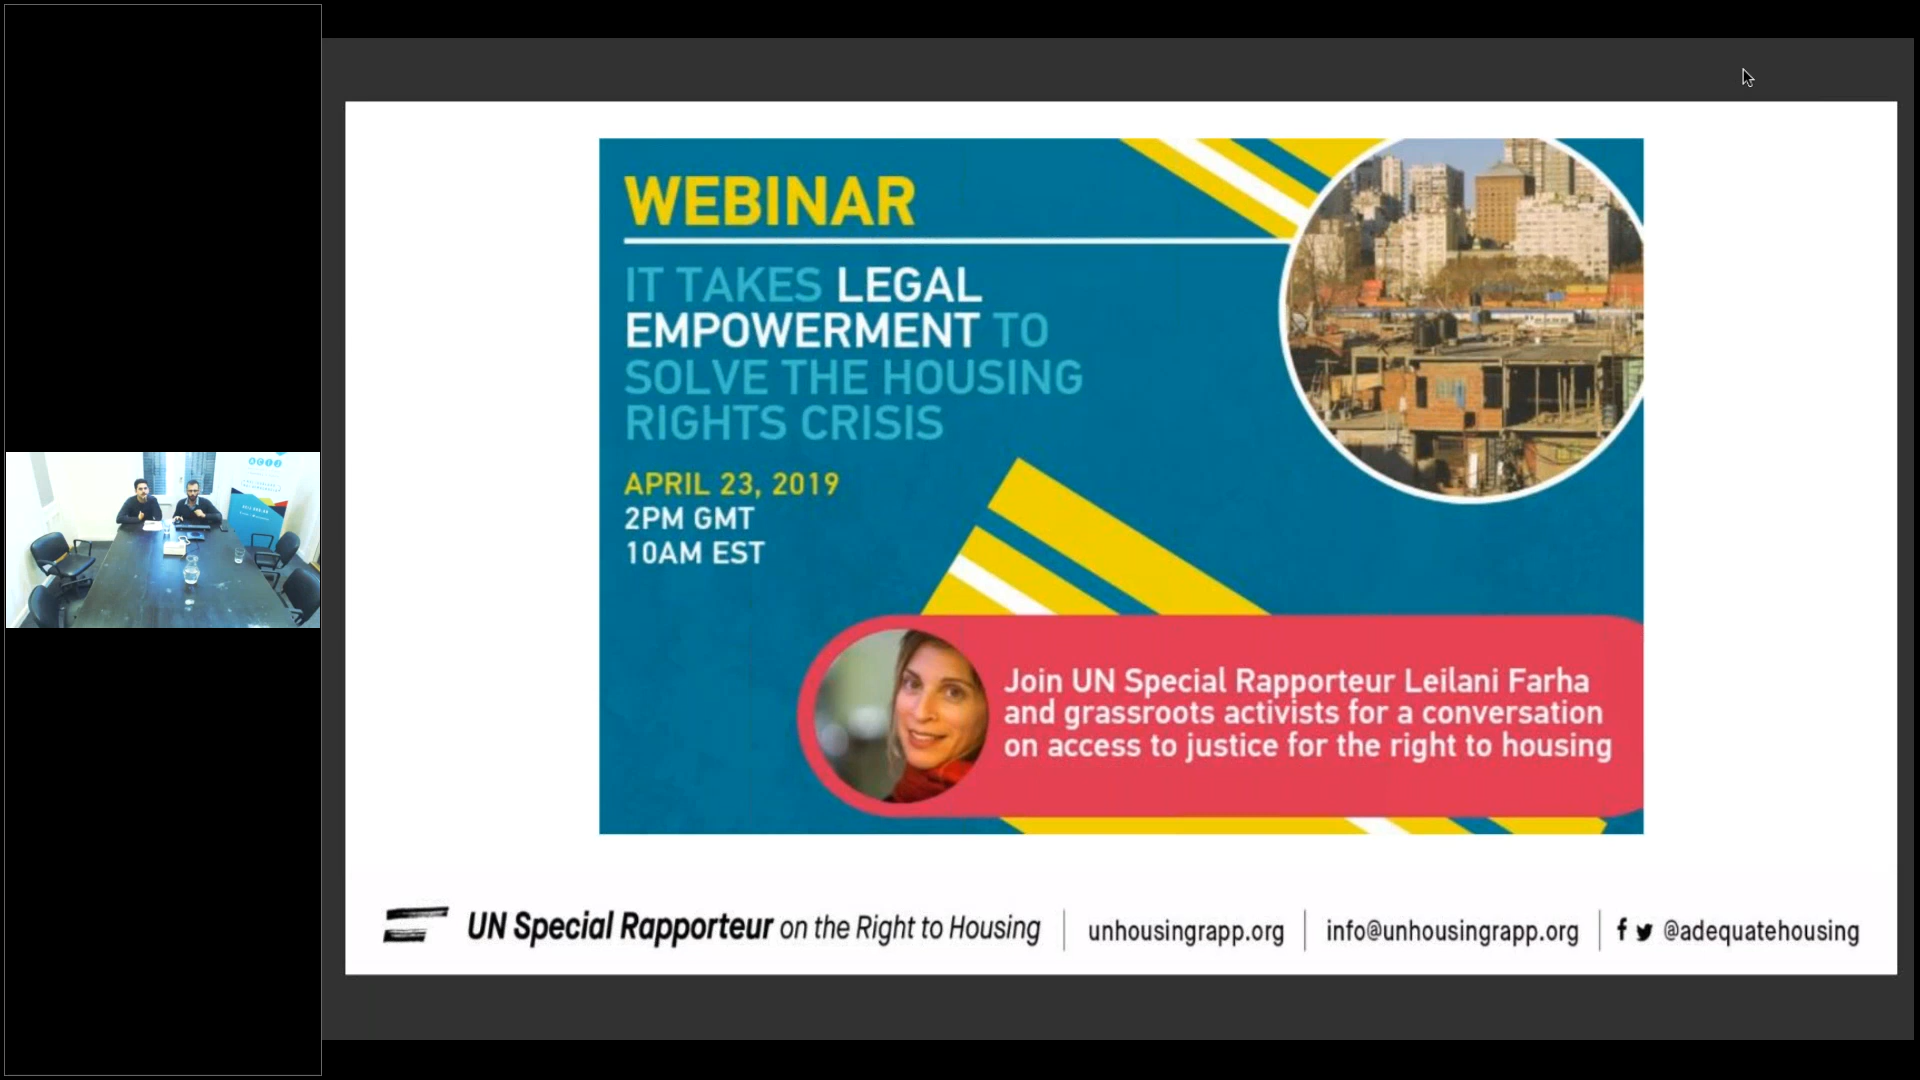 ACIJ
WEBINAR
IT TAKES LEGAL
EMPOWERMENT TO
SOLVE THE HOUSING
RIGHTS CRISIS
APRIL 23, 2019
2PM GMT
10AM EST
Join UN Special Rapporteur Leilani Farha
and grassroots activists for a conversation
on access to justice for the right to housing
UN Special Rapporteur on the Right to Housing
unhousingrapp.org
info@unhousingrapp.org
@adequatehousing